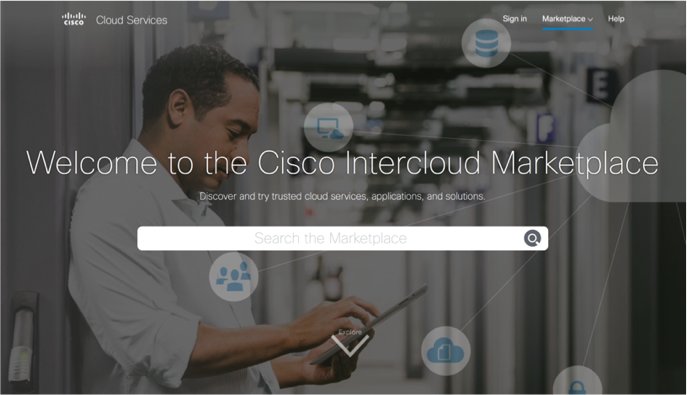 CISCO Cloud Services
Sign in Marketplace Help
E
F
Welcome to the Cisco Intercloud Marketplace
Discover and try trusted cloud services, applications, and solutions.
Search the Marketplace
Explore